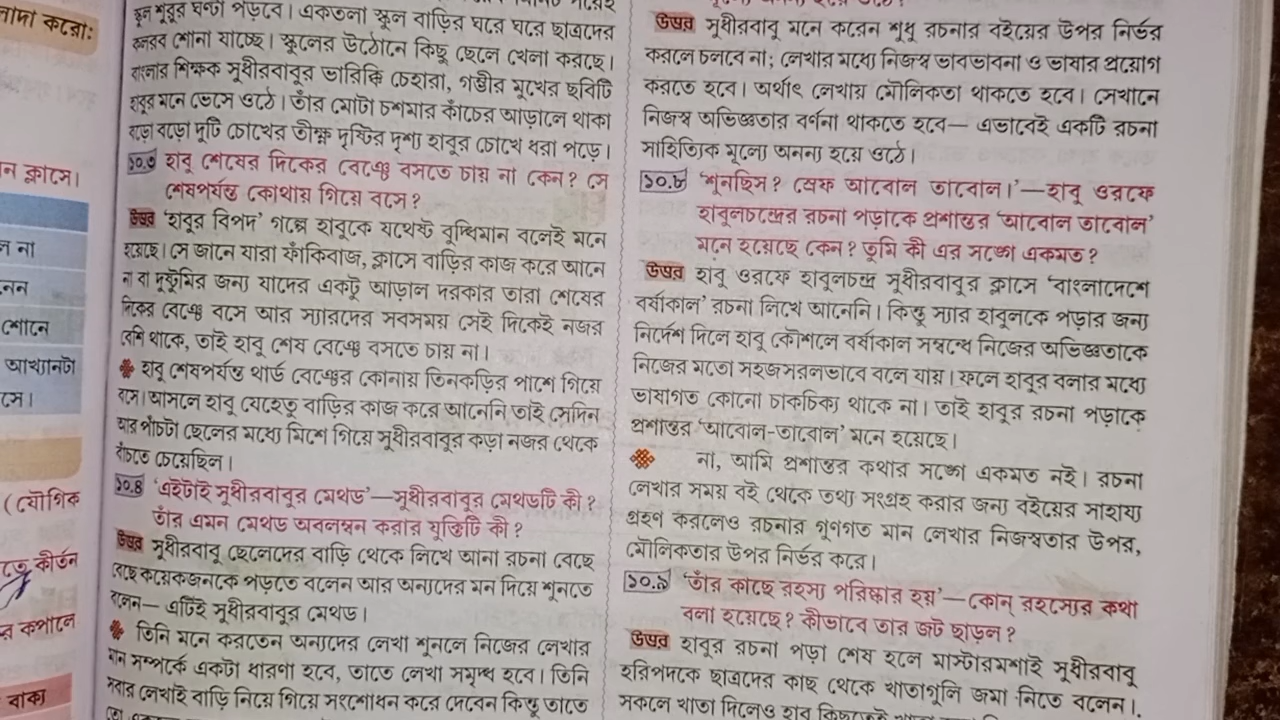 নাদা করো:
ন ক্লাসে।
ল না
নেন
শোনে
আখ্যানটা
সে।
(যৌগিক
তে কীর্তন
র কপালে
বাক্য
স্কুল শুরুর ঘণ্টা পড়বে। একতলা স্কুল বাড়ির ঘরে ঘরে ছাত্রদের
কলরব শোনা যাচ্ছে। স্কুলের উঠোনে কিছু ছেলে খেলা করছে।
বাংলার শিক্ষক সুধীরবাবুর ভারিক্কি চেহারা, গম্ভীর মুখের ছবিটি
হাবুর মনে ভেসে ওঠে। তাঁর মোটা চশমার কাঁচের আড়ালে থাকা
বড়ো বড়ো দুটি চোখের তীক্ষ্ণ দৃষ্টির দৃশ্য হাবুর চোখে ধরা পড়ে।
১০.৩ হাবু শেষের দিকের বেঞ্চে বসতে চায় না কেন? সে
শেষপর্যন্ত কোথায় গিয়ে বসে?
উত্তর 'হাবুর বিপদ' গল্পে হাবুকে যথেষ্ট বুদ্ধিমান বলেই মনে
হয়েছে। সে জানে যারা ফাঁকিবাজ, ক্লাসে বাড়ির কাজ করে আনে
না বা দুষ্টুমির জন্য যাদের একটু আড়াল দরকার তারা শেষের
দিকের বেঞ্চে বসে আর স্যারদের সবসময় সেই দিকেই নজর
বেশি থাকে, তাই হাবু শেষ বেঞ্চে বসতে চায় না।
হাবু শেষপর্যন্ত থার্ড বেঞ্চের কোনায় তিনকড়ির পাশে গিয়ে
বসে। আসলে হাবু যেহেতু বাড়ির কাজ করে আনেনি তাই সেদিন
আর পাঁচটা ছেলের মধ্যে মিশে গিয়ে সুধীরবাবুর কড়া নজর থেকে
বাঁচতে চেয়েছিল।
১০.৪ 'এইটাই সুধীরবাবুর মেথড'—সুধীরবাবুর মেথডটি কী?
তাঁর এমন মেথড অবলম্বন করার যুক্তিটি কী?
উত্তর সুধীরবাবু ছেলেদের বাড়ি থেকে লিখে আনা রচনা বেছে
বেছে কয়েকজনকে পড়তে বলেন আর অন্যদের মন দিয়ে শুনতে
বলেন— এটিই সুধীরবাবুর মেথড।
তিনি মনে করতেন অন্যদের লেখা শুনলে নিজের লেখার
মান সম্পর্কে একটা ধারণা হবে, তাতে লেখা সমৃদ্ধ হবে। তিনি
সবার লেখাই বাড়ি নিয়ে গিয়ে সংশোধন করে দেবেন কিন্তু তাতে
উত্তর সুধীরবাবু মনে করেন শুধু রচনার বইয়ের উপর নির্ভর
করলে চলবে না; লেখার মধ্যে নিজস্ব ভাবভাবনা ও ভাষার প্রয়োগ
করতে হবে। অর্থাৎ লেখায় মৌলিকতা থাকতে হবে। সেখানে
নিজস্ব অভিজ্ঞতার বর্ণনা থাকতে হবে— এভাবেই একটি রচনা
সাহিত্যিক মূল্যে অনন্য হয়ে ওঠে।
১০.৮ 'শুনছিস? স্রেফ আবোল তাবোল।'—হাবু ওরফে
হাবুলচন্দ্রের রচনা পড়াকে প্রশান্তর 'আবোল তাবোল'
মনে হয়েছে কেন? তুমি কী এর সঙ্গে একমত?
উত্তর হাবু ওরফে হাবুলচন্দ্র সুধীরবাবুর ক্লাসে 'বাংলাদেশে
বর্ষাকাল' রচনা লিখে আনেনি। কিন্তু স্যার হাবুলকে পড়ার জন্য
নির্দেশ দিলে হাবু কৌশলে বর্ষাকাল সম্বন্ধে নিজের অভিজ্ঞতাকে
নিজের মতো সহজসরলভাবে বলে যায়। ফলে হাবুর বলার মধ্যে
ভাষাগত কোনো চাকচিক্য থাকে না। তাই হাবুর রচনা পড়াকে
প্রশান্তর 'আবোল-তাবোল' মনে হয়েছে।
না, আমি প্রশান্তর কথার সঙ্গে একমত নই। রচনা
লেখার সময় বই থেকে তথ্য সংগ্রহ করার জন্য বইয়ের সাহায্য
গ্রহণ করলেও রচনার গুণগত মান লেখার নিজস্বতার উপর,
মৌলিকতার উপর নির্ভর করে।
১০.৯ 'তাঁর কাছে রহস্য পরিষ্কার হয়'—কোন্ রহস্যের কথা
বলা হয়েছে? কীভাবে তার জট ছাড়ল?
উত্তর হাবুর রচনা পড়া শেষ হলে মাস্টারমশাই সুধীরবাবু
হরিপদকে ছাত্রদের কাছ থেকে খাতাগুলি জমা নিতে বলেন।
সকলে খাতা দিলেও হাবু কিছুতেই